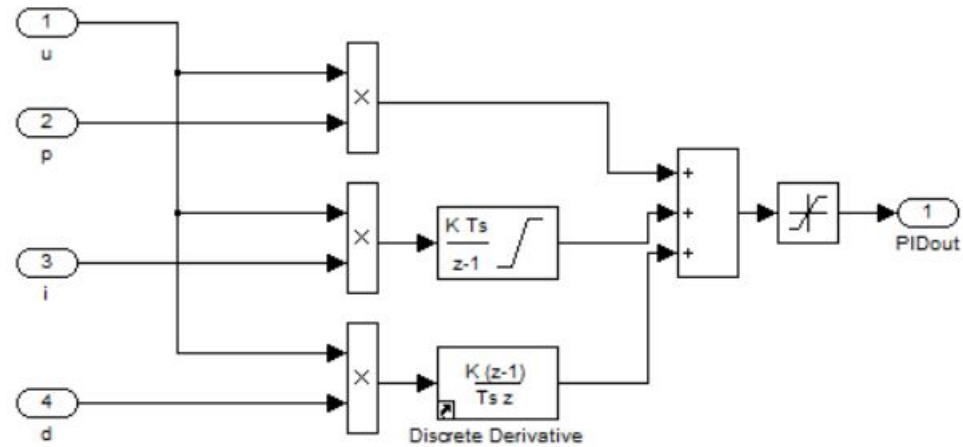 1
u
2
p
3
i
4
d
×
×
×
K Ts
z-1
K (z-1)
Ts z
Discrete Derivative
+
+
+
1
PIDout